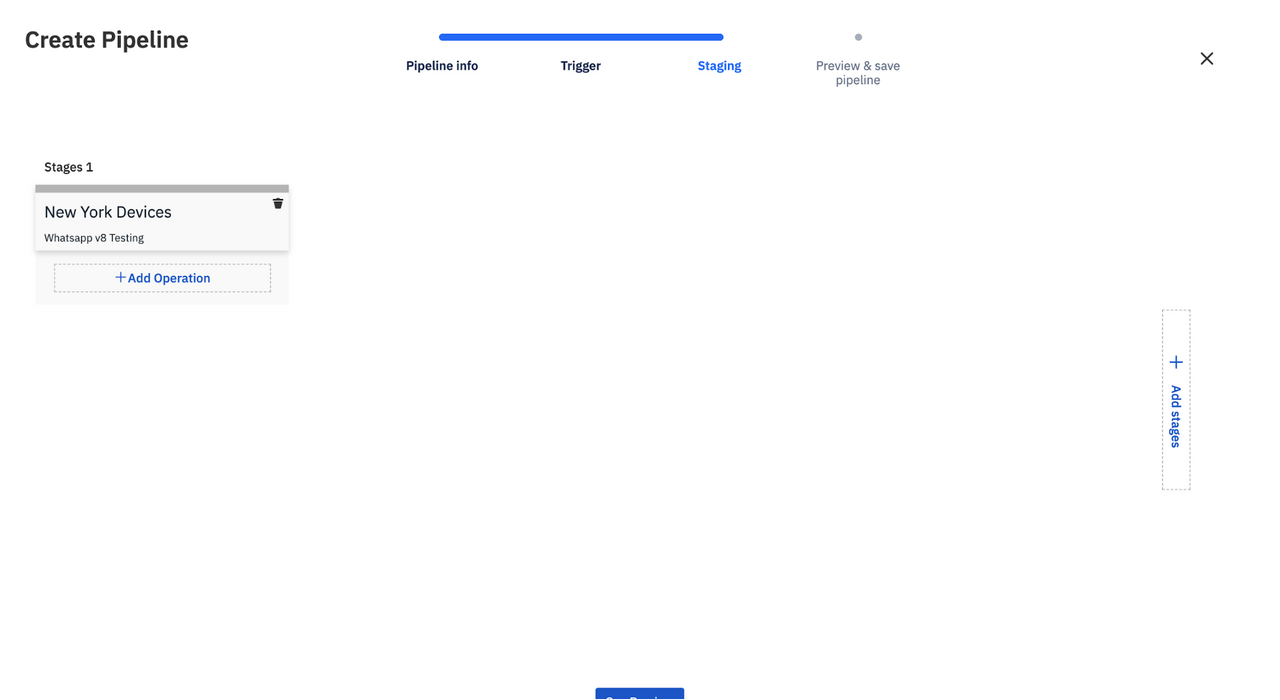 Create Pipeline
Pipeline info
Trigger
Staging
Preview & save
pipeline
Stages 1
New York Devices
Whatsapp v8 Testing
+ Add Operation
+ Add stages